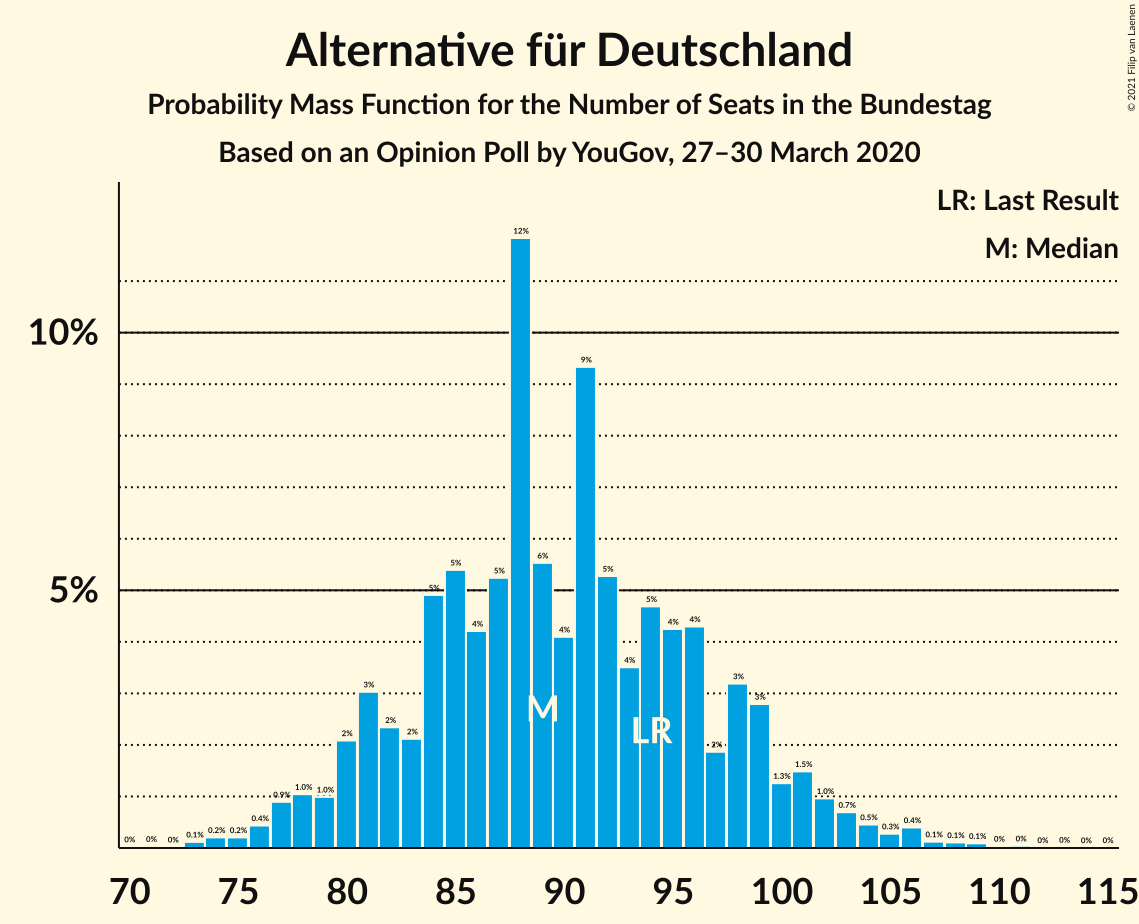 Alternative für Deutschland
Probability Mass Function for the Number of Seats in the Bundestag
Based on an Opinion Poll by YouGov, 27–30 March 2020
© 2021 Filip van Laenen
LR: Last Result
M: Median
10%
5%
0% 0% 0% 0.1% 0.2% 0.2% 0.4% 0.9% 1.0% 1.0% 2% 3% 2% 2% 5% 5% 4% 5% 12% 6% 4% 9% 5% 4% 5% 4% 4% 2% 3% 3% 1.3% 1.5% 1.0% 0.7% 0.5% 0.3% 0.4% 0.1% 0.1% 0.1% 0% 0% 0% 0% 0% 0%
M
LR
70 75 80 85 90 95 100 105 110 115